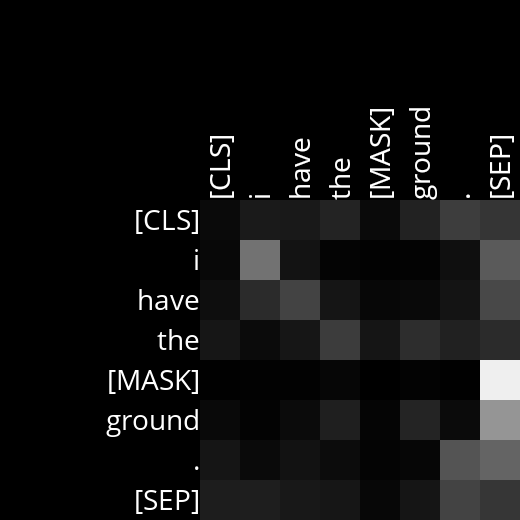 [CLS] i have the [MASK] ground . [SEP]
[CLS]
i
have
the
[MASK]
ground
.
[SEP]